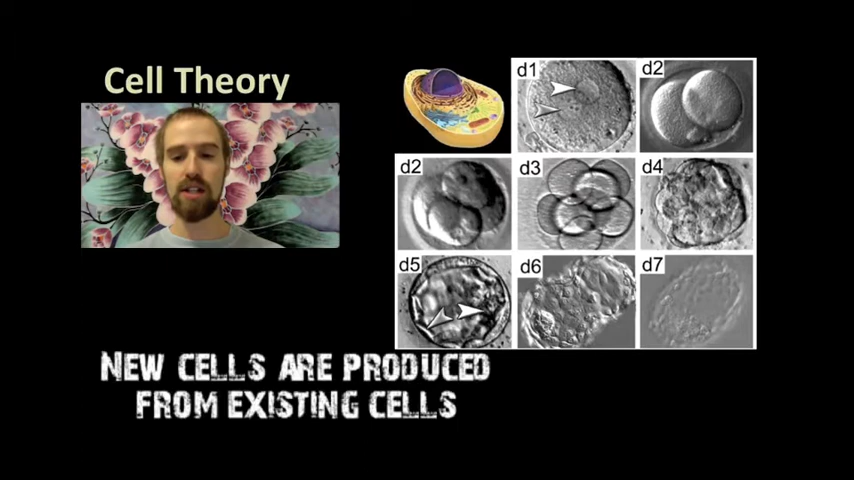 Cell Theory
d1
d2
d2
d3
d4
d5
d6
d7
NEW CELLS ARE PRODUCED
FROM EXISTING CELLS